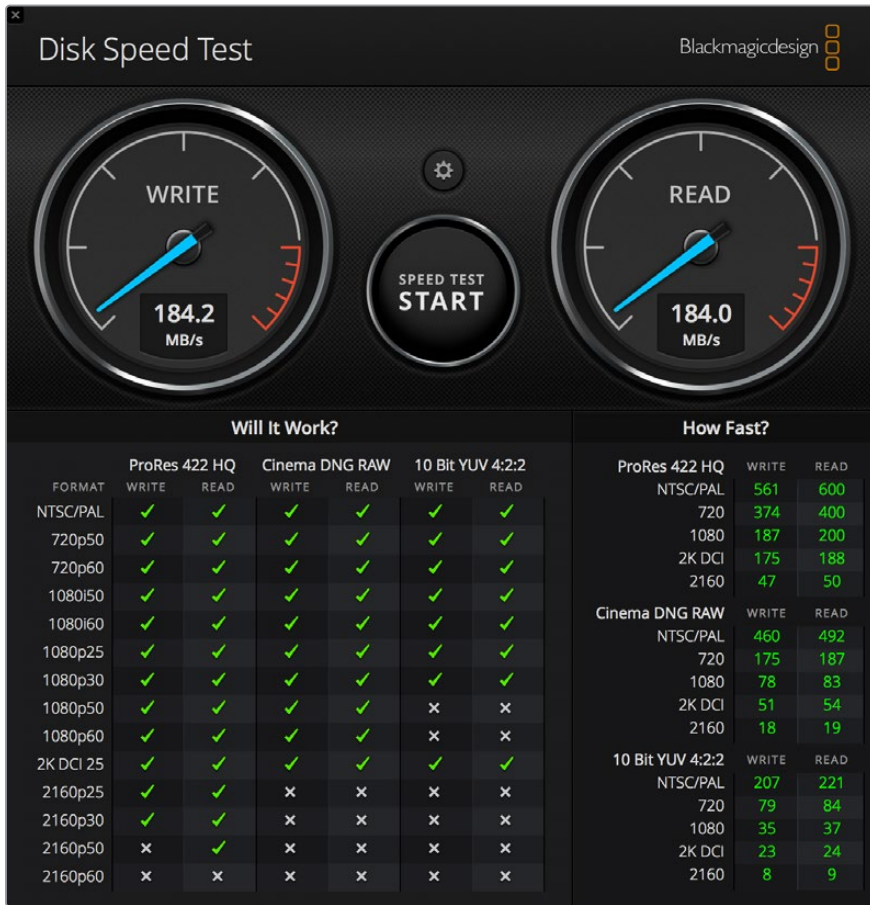 Disk Speed Test
Blackmagicdesign
WRITE
184.2
MB/s
SPEED TEST
START
READ
184.0
MB/s
Will It Work?
ProRes 422 HQ Cinema DNG RAW 10 Bit YUV 4:2:2
FORMAT WRITE READ WRITE READ WRITE READ
NTSC/PAL ✓ ✓ ✓ ✓ ✓ ✓
720p50 ✓ ✓ ✓ ✓ ✓ ✓
720p60 ✓ ✓ ✓ ✓ ✓ ✓
1080i50 ✓ ✓ ✓ ✓ ✓ ✓
1080i60 ✓ ✓ ✓ ✓ ✓ ✓
1080p25 ✓ ✓ ✓ ✓ ✓ ✓
1080p30 ✓ ✓ ✓ ✓ ✓ ✓
1080p50 ✓ ✓ ✓ ✓ × ×
1080p60 ✓ ✓ ✓ ✓ × ×
2K DCI 25 ✓ ✓ ✓ ✓ ✓ ✓
2160p25 ✓ ✓ × × × ×
2160p30 ✓ ✓ × × × ×
2160p50 × ✓ × × × ×
2160p60 × × × × × ×
How Fast?
ProRes 422 HQ WRITE READ
NTSC/PAL 561 600
720 374 400
1080 187 200
2K DCI 175 188
2160 47 50
Cinema DNG RAW WRITE READ
NTSC/PAL 460 492
720 175 187
1080 78 83
2K DCI 51 54
2160 18 19
10 Bit YUV 4:2:2 WRITE READ
NTSC/PAL 207 221
720 79 84
1080 35 37
2K DCI 23 24
2160 8 9